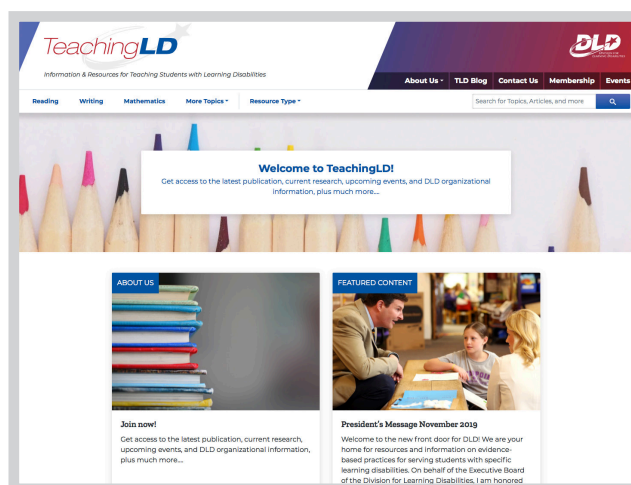 TeachingLD
DLD
Information & Resources for Teaching Students with Learning Disabilities
About Us TLD Blog Contact Us Membership Events
Reading Writing Mathematics More Topics Resource Type
Search for Topics, Articles, and more
Welcome to TeachingLD!
Get access to the latest publication, current research, upcoming events, and DLD organizational
information, plus much more....
ABOUT US
FEATURED CONTENT
Join now!
Get access to the latest publication, current research,
upcoming events, and DLD organizational information,
plus much more....
President's Message November 2019
Welcome to the new front door for DLD! We are your
home for resources and information on evidence-
based practices for serving students with specific
learning disabilities. On behalf of the Executive Board
of the Division for Learning Disabilities, I am honored